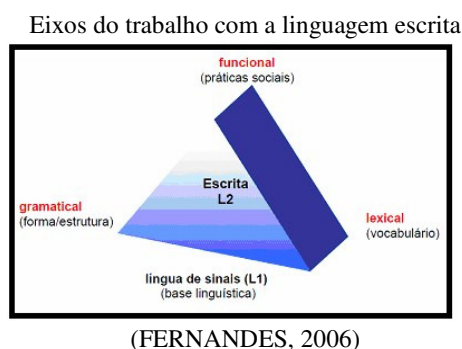 Eixos do trabalho com a linguagem escrita
funcional
(práticas sociais)
Escrita
L2
gramatical
(forma/estrutura)
lexical
(vocabulário)
língua de sinais (L1)
(base linguística)
(FERNANDES, 2006)